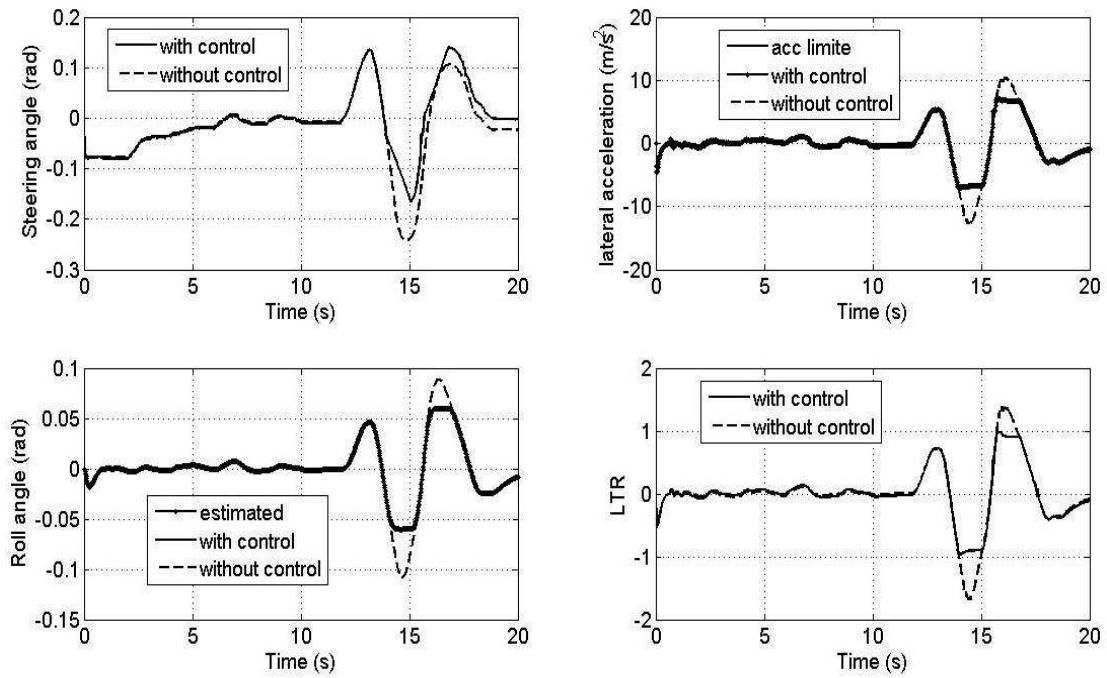 Steering angle (rad)
0.2
0.1
0
-0.1
-0.2
-0.3
with control
without control
0 5 10 15 20
Time (s)
lateral acceleration (m/s²)
20
10
0
-10
-20
acc limite
with control
without control
0 5 10 15 20
Time (s)
Roll angle (rad)
0.1
0.05
0
-0.05
-0.1
-0.15
estimated
with control
without control
0 5 10 15 20
Time (s)
LTR
2
1
0
-1
-2
with control
without control
0 5 10 15 20
Time (s)